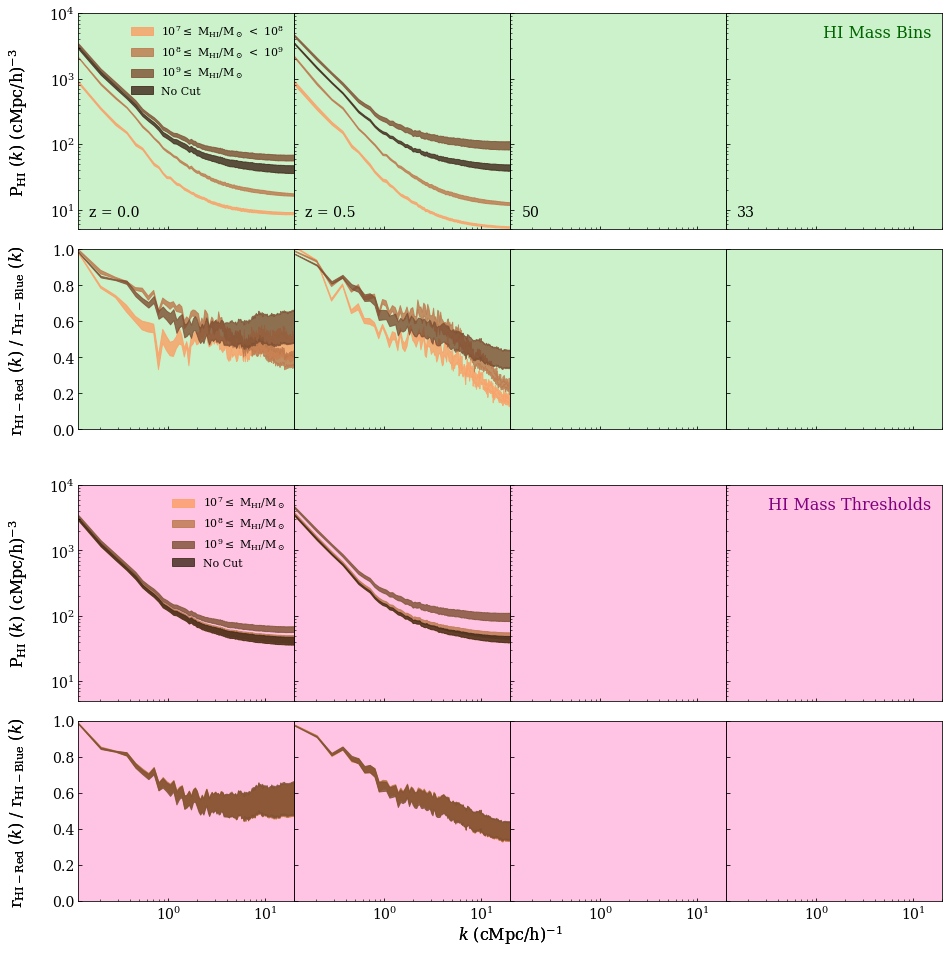 10⁴
10³
10²
10¹
P_HI (k) (cMpc/h)⁻³
10⁷ ≤ M_HI/M_⊙ < 10⁸
10⁸ ≤ M_HI/M_⊙ < 10⁹
10⁹ ≤ M_HI/M_⊙
No Cut
HI Mass Bins
z = 0.0
z = 0.5
50
33
1.0
0.8
0.6
0.4
0.2
0.0
r_HI−Red (k) / r_HI−Blue (k)
10⁴
10³
10²
10¹
P_HI (k) (cMpc/h)⁻³
10⁷ ≤ M_HI/M_⊙
10⁸ ≤ M_HI/M_⊙
10⁹ ≤ M_HI/M_⊙
No Cut
HI Mass Thresholds
1.0
0.8
0.6
0.4
0.2
0.0
r_HI−Red (k) / r_HI−Blue (k)
10⁰ 10¹ 10⁰ 10¹ 10⁰ 10¹ 10⁰ 10¹
k (cMpc/h)⁻¹